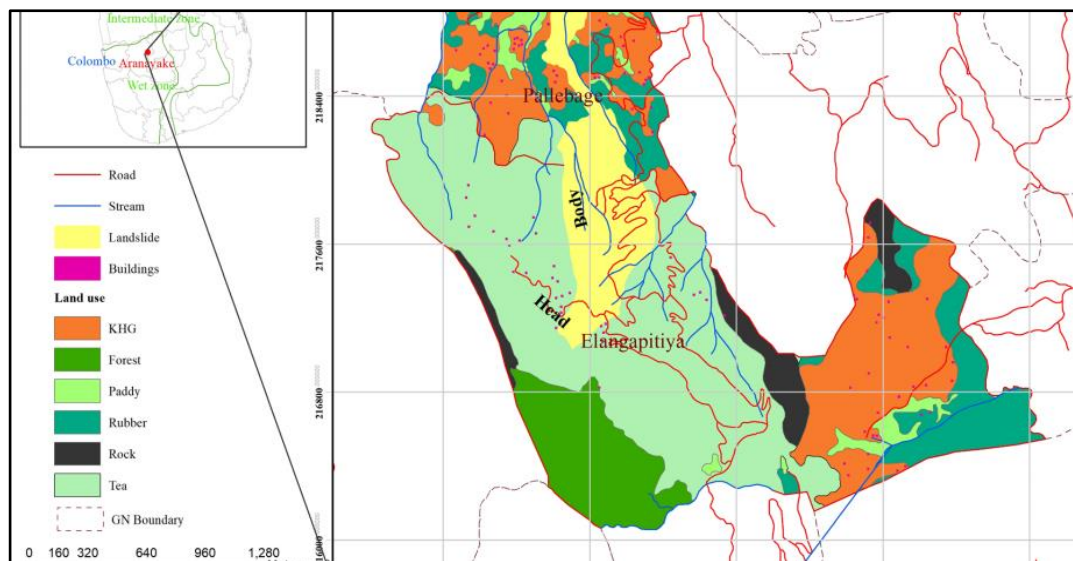 Intermediate zone
Colombo
Aranayake
Wet zone
Road
Stream
Landslide
Buildings
Land use
KHG
Forest
Paddy
Rubber
Rock
Tea
GN Boundary
0 160 320 640 960 1,280
218400
217600
216800
216000
Pallebage
Body
Head
Elangapitiya